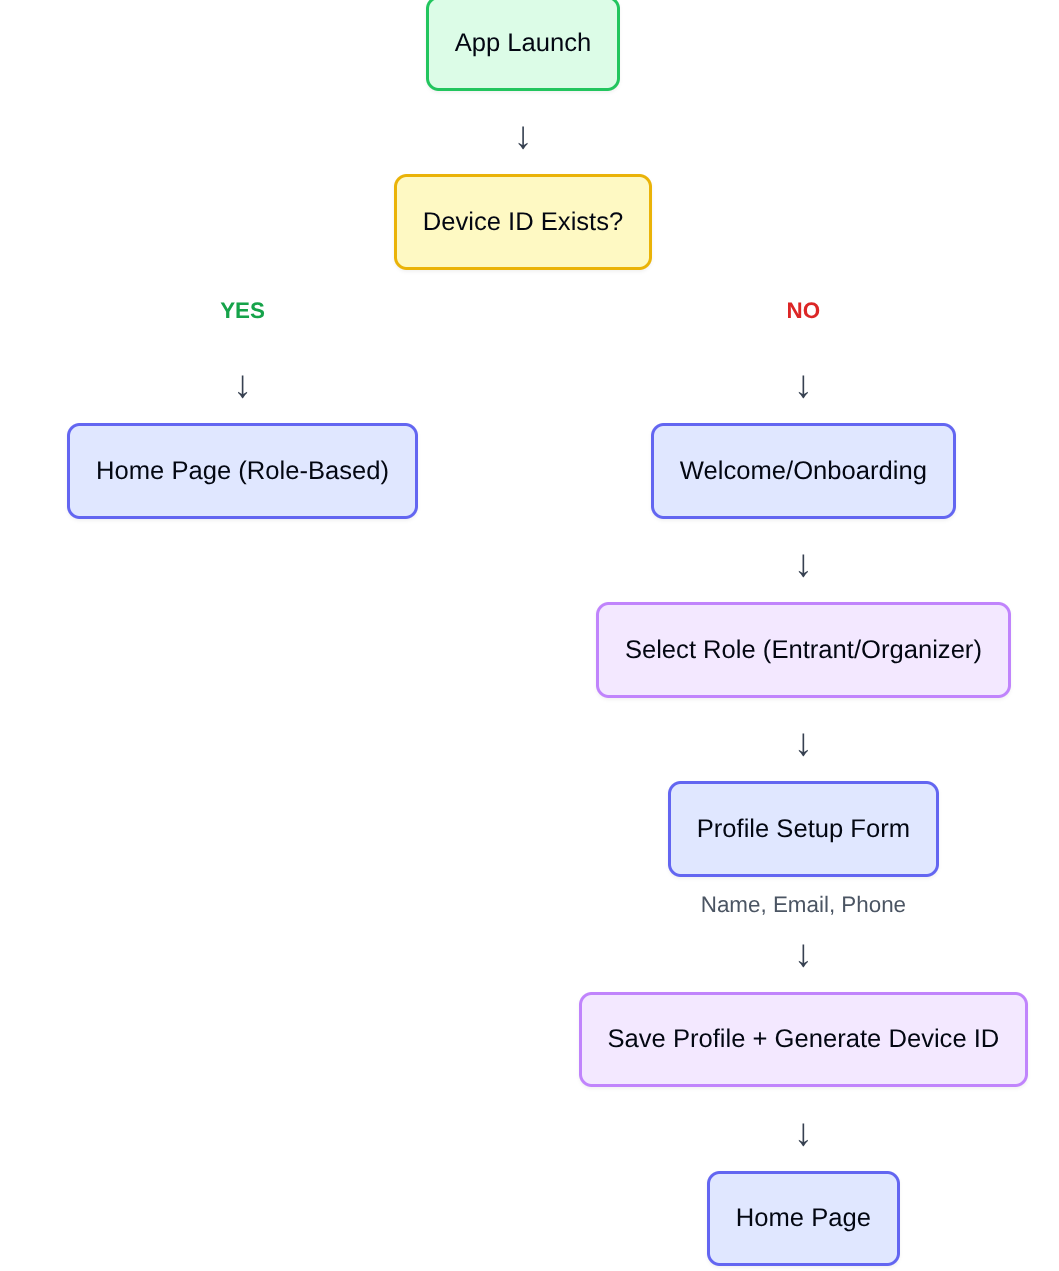 App Launch
↓
Device ID Exists?
YES
NO
↓
↓
Home Page (Role-Based)
Welcome/Onboarding
↓
Select Role (Entrant/Organizer)
↓
Profile Setup Form
Name, Email, Phone
↓
Save Profile + Generate Device ID
↓
Home Page